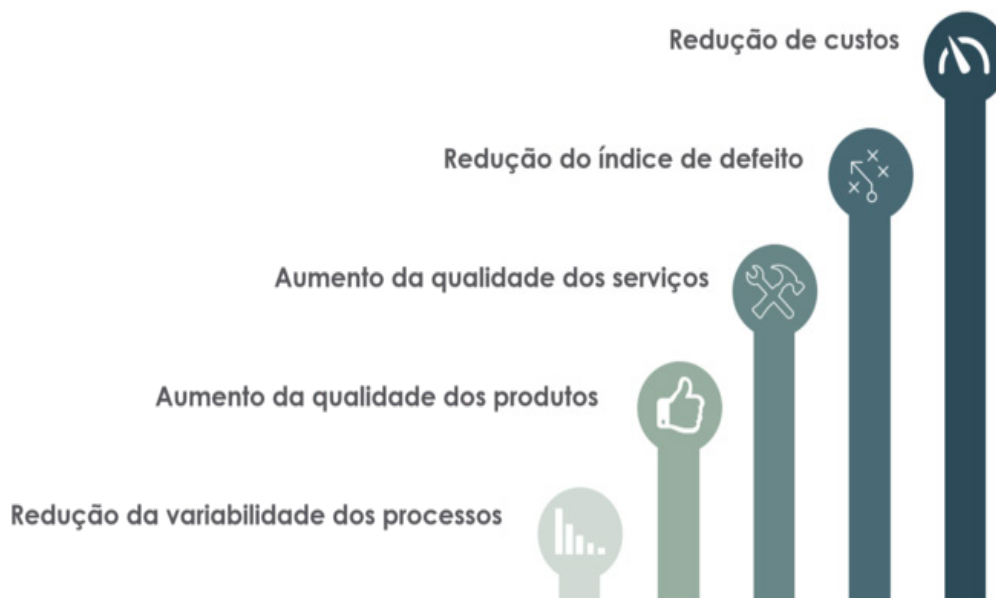 Redução de custos
Redução do índice de defeito
Aumento da qualidade dos serviços
Aumento da qualidade dos produtos
Redução da variabilidade dos processos